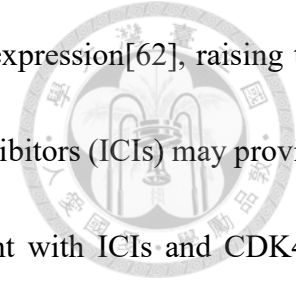 expression[62], raising t
ibitors (ICIs) may provi
nt with ICIs and CDK4